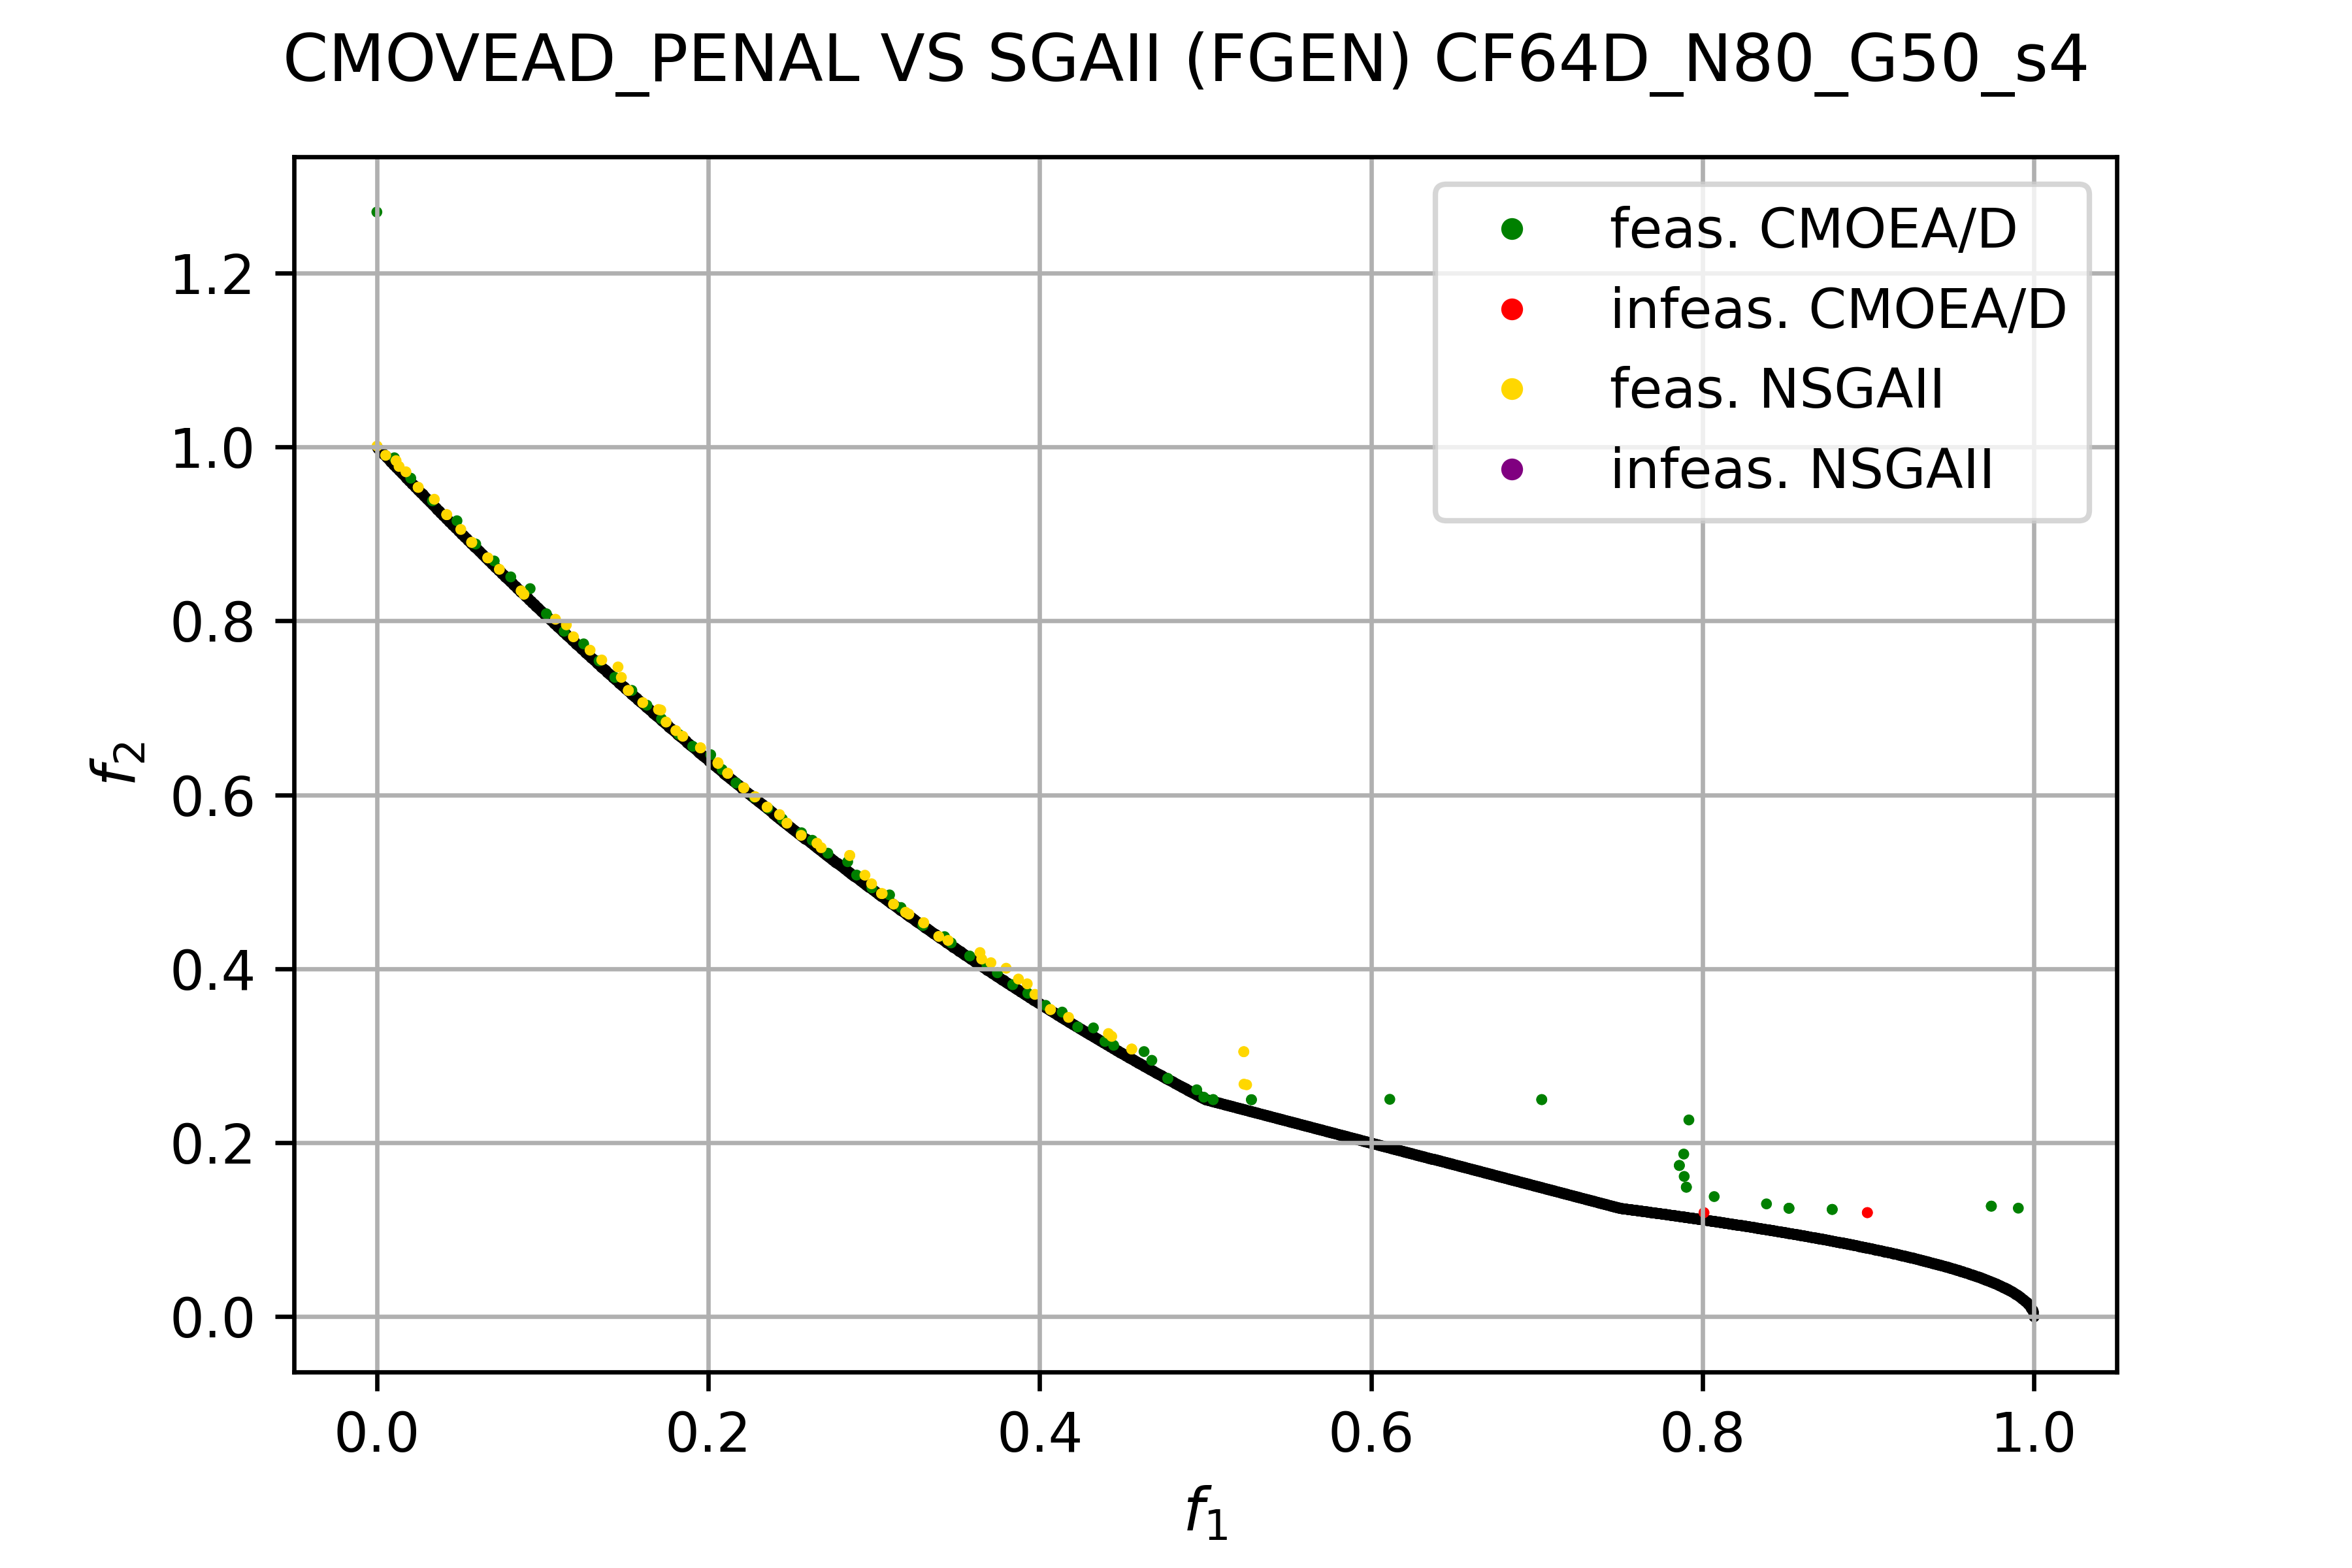 CMOVEAD_PENAL VS SGAII (FGEN) CF64D_N80_G50_s4
feas. CMOEA/D
infeas. CMOEA/D
feas. NSGAII
infeas. NSGAII
1.2
1.0
0.8
0.6
0.4
0.2
0.0
f2
0.0 0.2 0.4 0.6 0.8 1.0
f1